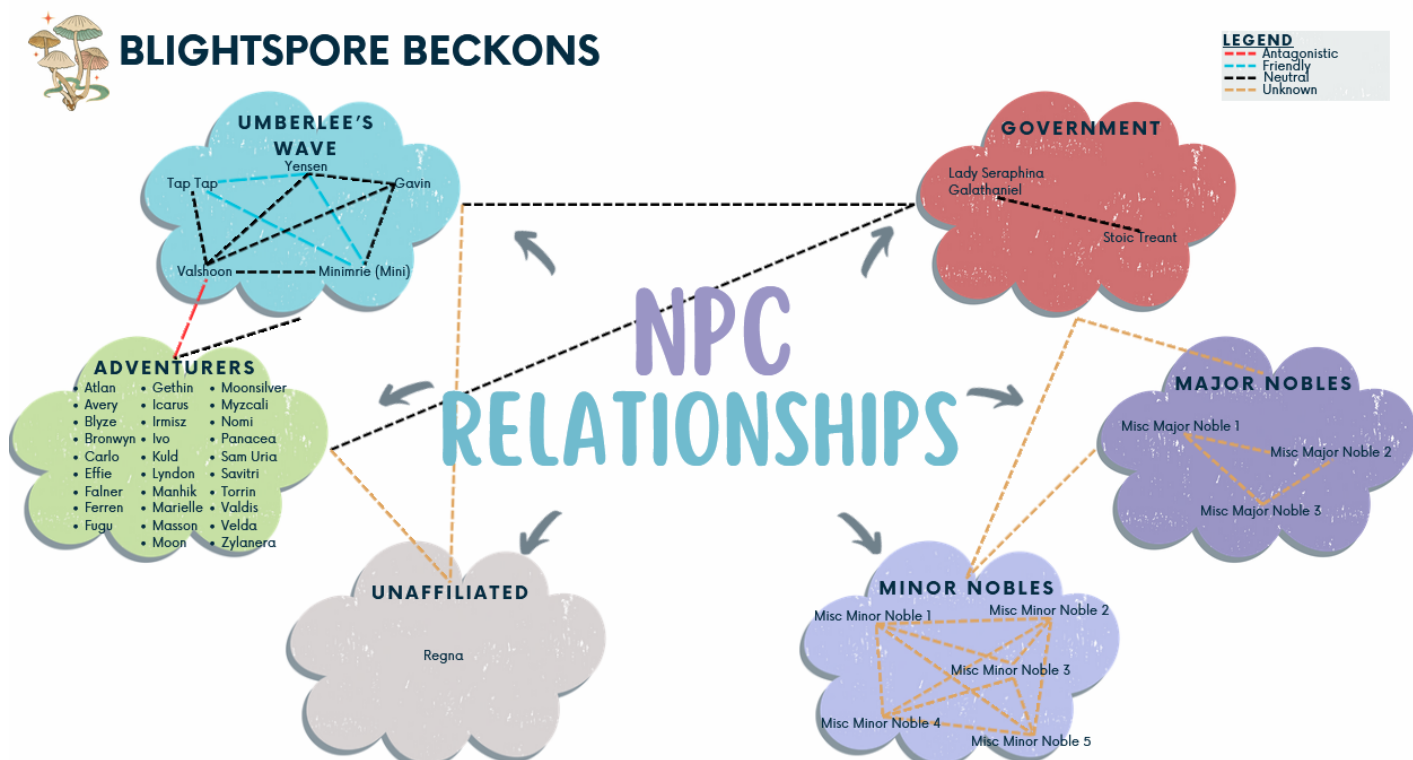 BLIGHTSPORE BECKONS
LEGEND
Antagonistic
Friendly
Neutral
Unknown
UMBERLEE'S
WAVE
Yensen
Tap Tap
Gavin
Valshoon
Minimrie (Mini)
GOVERNMENT
Lady Seraphina
Galathaniel
Stoic Treant
NPC
RELATIONSHIPS
ADVENTURERS
• Atlan
• Avery
• Blyze
• Bronwyn
• Carlo
• Effie
• Falner
• Ferren
• Fugu
• Gethin
• Icarus
• Irmisz
• Ivo
• Kuld
• Lyndon
• Manhik
• Marielle
• Masson
• Moon
• Moonsilver
• Myzcali
• Nomi
• Panacea
• Sam Uria
• Savitri
• Torrin
• Valdis
• Velda
• Zylanera
MAJOR NOBLES
Misc Major Noble 1
Misc Major Noble 2
Misc Major Noble 3
UNAFFILIATED
Regna
MINOR NOBLES
Misc Minor Noble 1
Misc Minor Noble 2
Misc Minor Noble 3
Misc Minor Noble 4
Misc Minor Noble 5